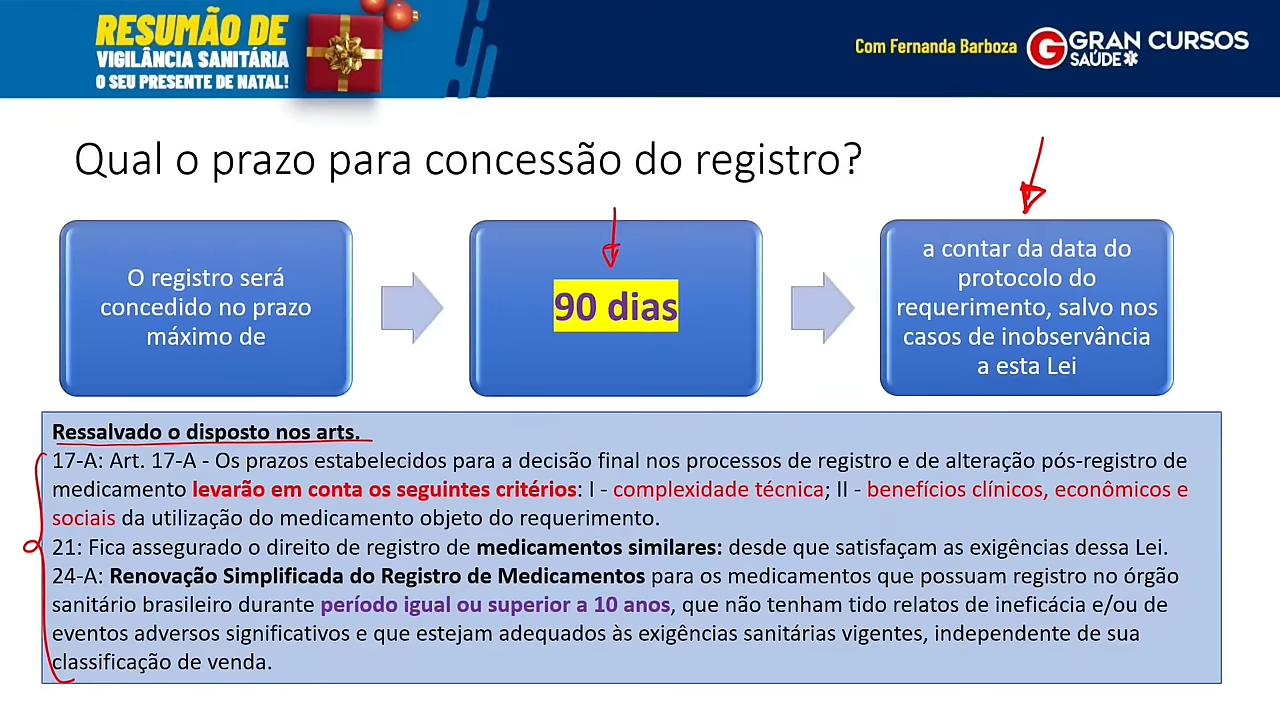 RESUMÃO DE
VIGILÂNCIA SANITÁRIA
O SEU PRESENTE DE NATAL!
Com Fernanda Barboza
GRAN CURSOS
SAÚDE
Qual o prazo para concessão do registro?
O registro será
concedido no prazo
máximo de
90 dias
a contar da data do
protocolo do
requerimento, salvo nos
casos de inobservância
a esta Lei
Ressalvado o disposto nos arts.
17-A: Art. 17-A - Os prazos estabelecidos para a decisão final nos processos de registro e de alteração pós-registro de
medicamento levarão em conta os seguintes critérios: I - complexidade técnica; II - benefícios clínicos, econômicos e
sociais da utilização do medicamento objeto do requerimento.
21: Fica assegurado o direito de registro de medicamentos similares: desde que satisfaçam as exigências dessa Lei.
24-A: Renovação Simplificada do Registro de Medicamentos para os medicamentos que possuam registro no órgão
sanitário brasileiro durante período igual ou superior a 10 anos, que não tenham tido relatos de ineficácia e/ou de
eventos adversos significativos e que estejam adequados às exigências sanitárias vigentes, independente de sua
classificação de venda.